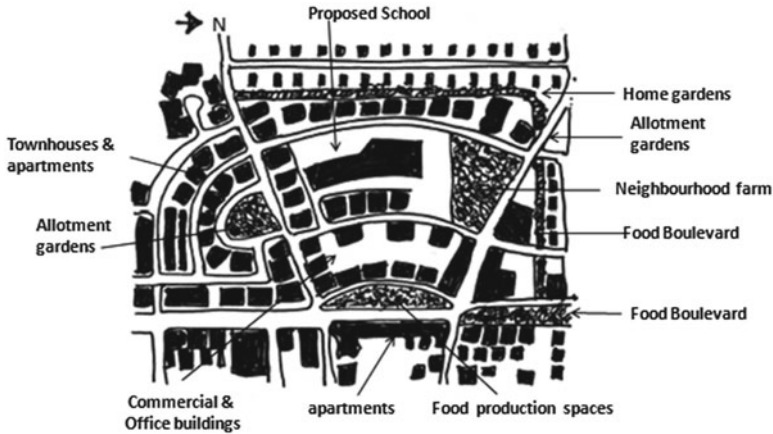 N
Proposed School
Home gardens
Allotment
gardens
Townhouses &
apartments
Neighbourhood farm
Allotment
gardens
Food Boulevard
Food Boulevard
Commercial &
Office buildings
apartments
Food production spaces